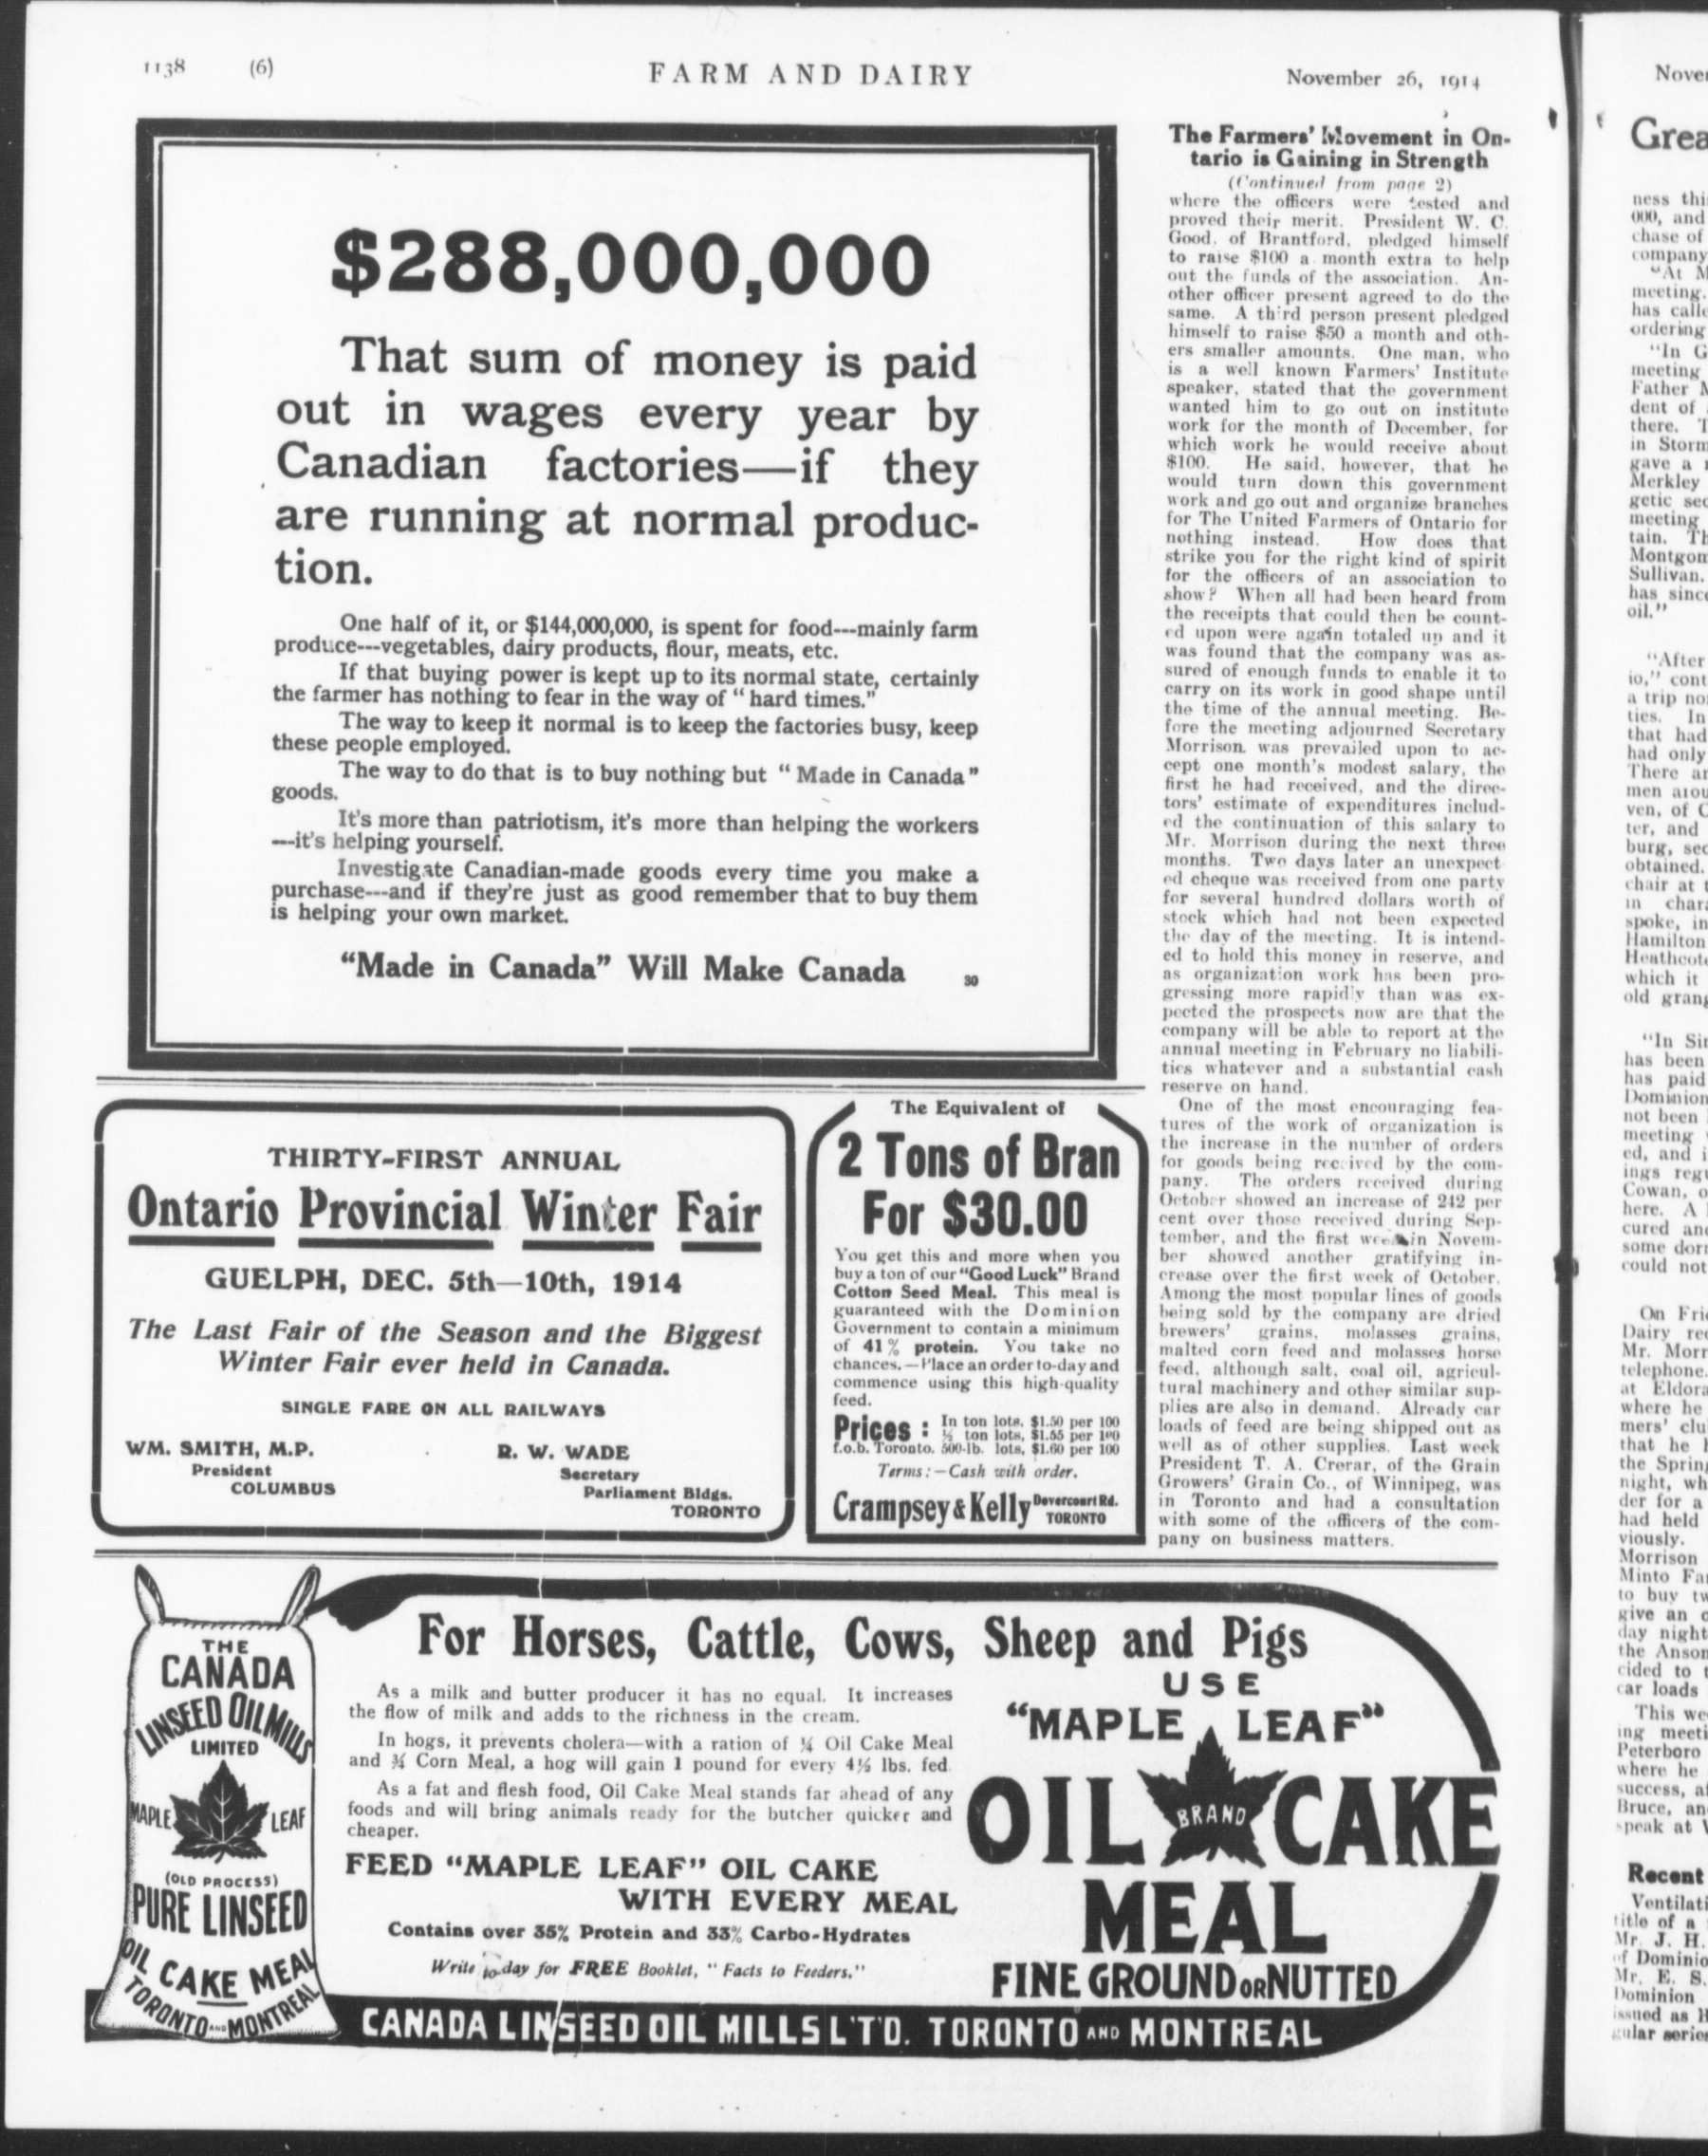 1138 (6) FARM AND DAIRY November 26, 1914
$288,000,000
That sum of money is paid
out in wages every year by
Canadian factories—if they
are running at normal produc-
tion.
One half of it, or $144,000,000, is spent for food---mainly farm
produce---vegetables, dairy products, flour, meats, etc.
If that buying power is kept up to its normal state, certainly
the farmer has nothing to fear in the way of "hard times."
The way to keep it normal is to keep the factories busy, keep
these people employed.
The way to do that is to buy nothing but "Made in Canada"
goods.
It's more than patriotism, it's more than helping the workers
---it's helping yourself.
Investigate Canadian-made goods every time you make a
purchase---and if they're just as good remember that to buy them
is helping your own market.
"Made in Canada" Will Make Canada 30
THIRTY-FIRST ANNUAL
Ontario Provincial Winter Fair
GUELPH, DEC. 5th—10th, 1914
The Last Fair of the Season and the Biggest
Winter Fair ever held in Canada.
SINGLE FARE ON ALL RAILWAYS
WM. SMITH, M.P.
President
COLUMBUS
R. W. WADE
Secretary
Parliament Bldgs.
TORONTO
The Equivalent of
2 Tons of Bran
For $30.00
You get this and more when you
buy a ton of our "Good Luck" Brand
Cotton Seed Meal. This meal is
guaranteed with the Dominion
Government to contain a minimum
of 41% protein. You take no
chances.—Place an order to-day and
commence using this high-quality
feed.
Prices: In ton lots, $1.50 per 100
½ ton lots, $1.55 per 100
f.o.b. Toronto. 500-lb. lots, $1.60 per 100
Terms:—Cash with order.
Crampsey & Kelly Dovercourt Rd.
TORONTO
The Farmers' Movement in On-
tario is Gaining in Strength
(Continued from page 2)
where the officers were tested and
proved their merit. President W. C.
Good, of Brantford, pledged himself
to raise $100 a month extra to help
out the funds of the association. An-
other officer present agreed to do the
same. A third person present pledged
himself to raise $50 a month and oth-
ers smaller amounts. One man, who
is a well known Farmers' Institute
speaker, stated that the government
wanted him to go out on institute
work for the month of December, for
which work he would receive about
$100. He said, however, that he
would turn down this government
work and go out and organize branches
for The United Farmers of Ontario for
nothing instead. How does that
strike you for the right kind of spirit
for the officers of an association to
show? When all had been heard from
the receipts that could then be count-
ed upon were again totaled up and it
was found that the company was as-
sured of enough funds to enable it to
carry on its work in good shape until
the time of the annual meeting. Be-
fore the meeting adjourned Secretary
Morrison was prevailed upon to ac-
cept one month's modest salary, the
first he had received, and the direc-
tors' estimate of expenditures includ-
ed the continuation of this salary to
Mr. Morrison during the next three
months. Two days later an unexpect
ed cheque was received from one party
for several hundred dollars worth of
stock which had not been expected
the day of the meeting. It is intend-
ed to hold this money in reserve, and
as organization work has been pro-
gressing more rapidly than was ex-
pected the prospects now are that the
company will be able to report at the
annual meeting in February no liabili-
ties whatever and a substantial cash
reserve on hand.
One of the most encouraging fea-
tures of the work of organization is
the increase in the number of orders
for goods being received by the com-
pany. The orders received during
October showed an increase of 242 per
cent over those received during Sep-
tember, and the first week in Novem-
ber showed another gratifying in-
crease over the first week of October.
Among the most popular lines of goods
being sold by the company are dried
brewers' grains, molasses grains,
malted corn feed and molasses horse
feed, although salt, coal oil, agricul-
tural machinery and other similar sup-
plies are also in demand. Already car
loads of feed are being shipped out as
well as of other supplies. Last week
President T. A. Crerar, of the Grain
Growers' Grain Co., of Winnipeg, was
in Toronto and had a consultation
with some of the officers of the com-
pany on business matters.
THE
CANADA
LINSEED OIL MILLS
LIMITED
MAPLE LEAF
(OLD PROCESS)
PURE LINSEED
OIL CAKE MEAL
TORONTO AND MONTREAL
For Horses, Cattle, Cows, Sheep and Pigs
As a milk and butter producer it has no equal. It increases
the flow of milk and adds to the richness in the cream.
In hogs, it prevents cholera—with a ration of ¼ Oil Cake Meal
and ¾ Corn Meal, a hog will gain 1 pound for every 4½ lbs. fed.
As a fat and flesh food, Oil Cake Meal stands far ahead of any
foods and will bring animals ready for the butcher quicker and
cheaper.
FEED "MAPLE LEAF" OIL CAKE
WITH EVERY MEAL
Contains over 35% Protein and 33% Carbo-Hydrates
Write to-day for FREE Booklet, "Facts to Feeders."
USE
"MAPLE LEAF"
OIL BRAND CAKE
MEAL
FINE GROUND OR NUTTED
CANADA LINSEED OIL MILLS L'T'D. TORONTO AND MONTREAL